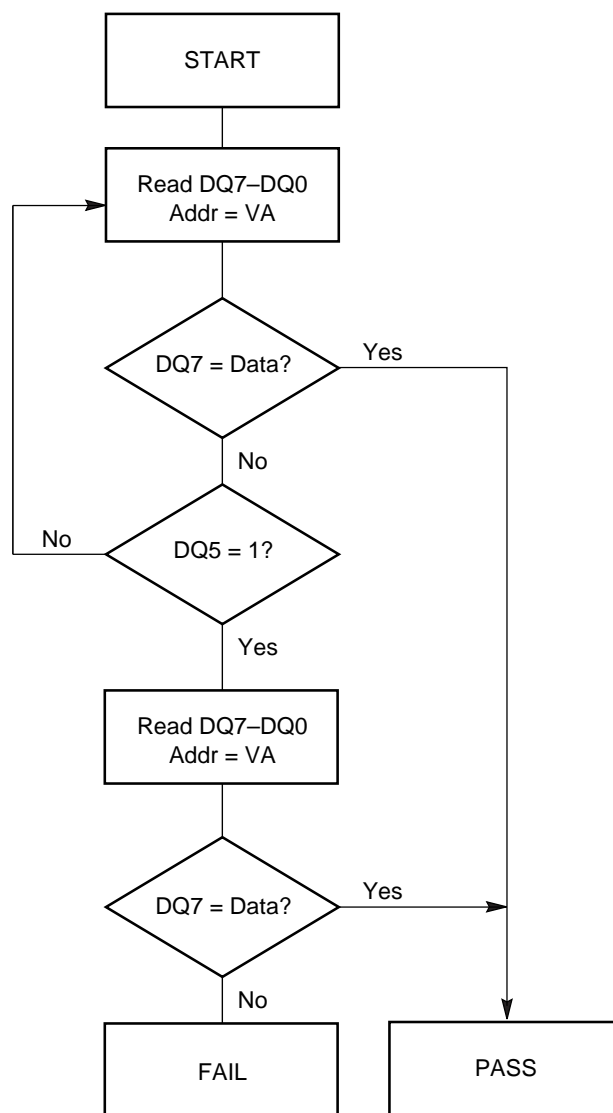 START
Read DQ7–DQ0
Addr = VA
DQ7 = Data?
Yes
No
No
DQ5 = 1?
Yes
Read DQ7–DQ0
Addr = VA
DQ7 = Data?
Yes
No
FAIL
PASS